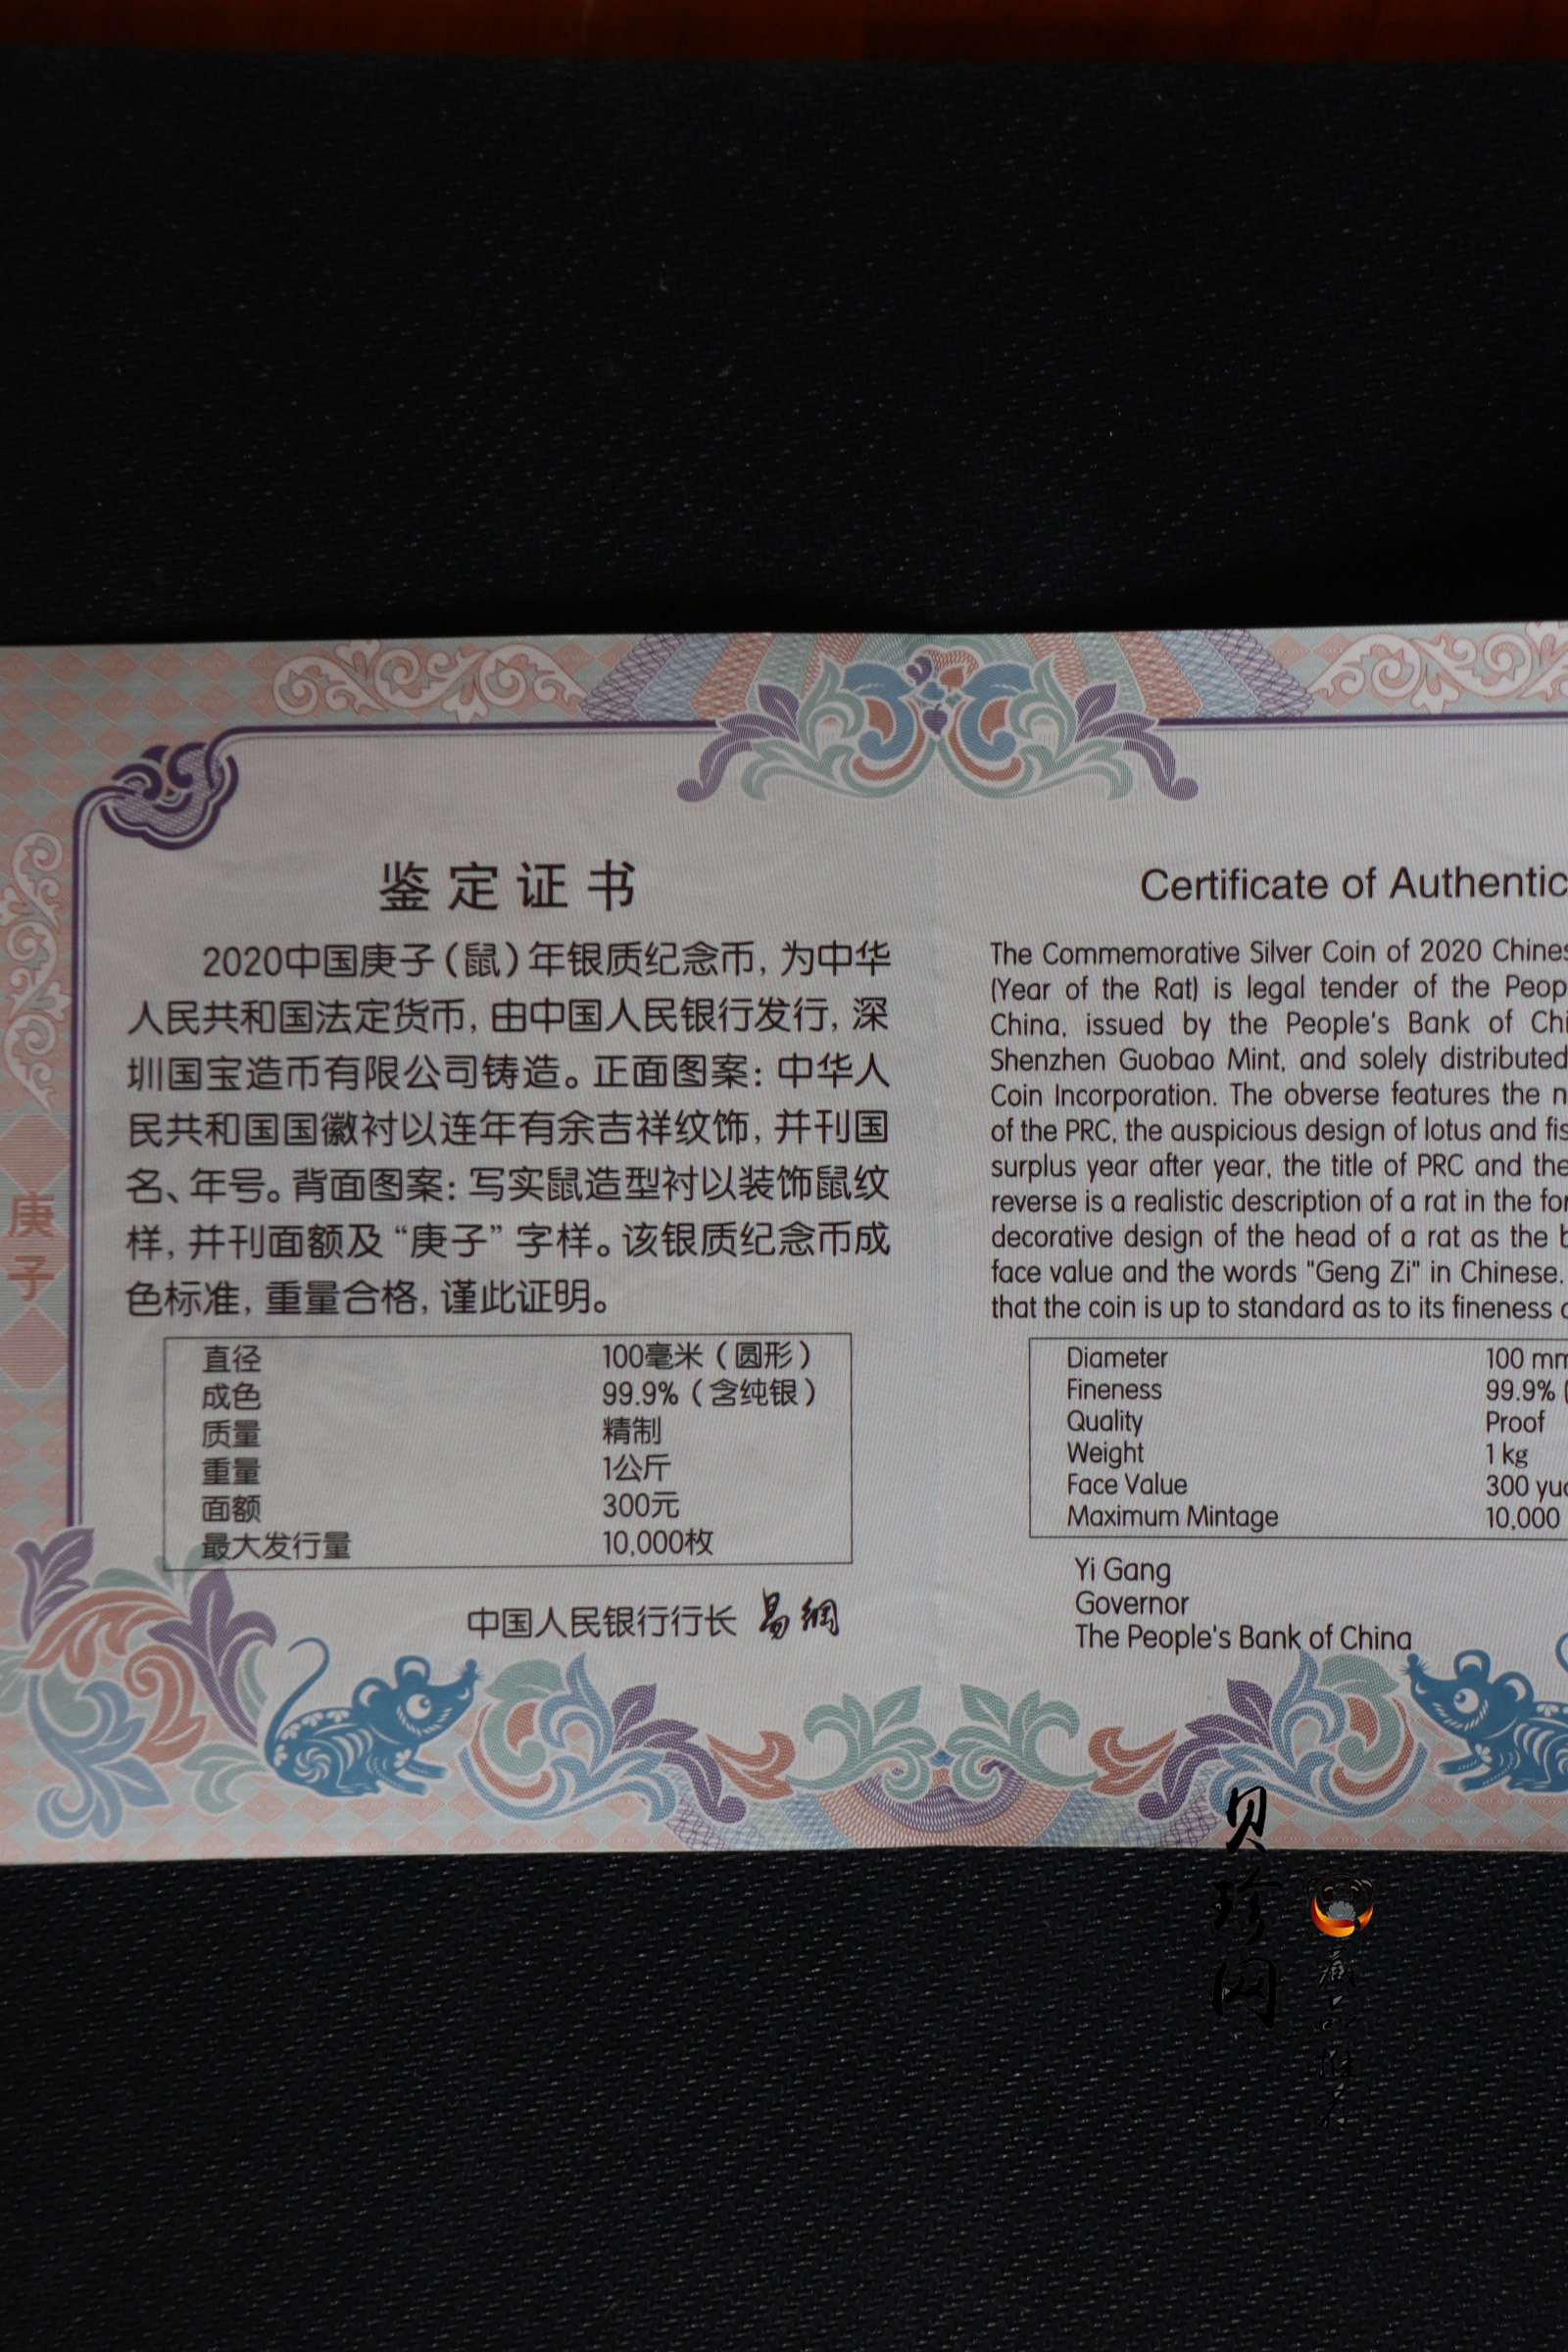 鉴定证书
2020中国庚子（鼠）年银质纪念币，为中华
人民共和国法定货币，由中国人民银行发行，深
圳国宝造币有限公司铸造。正面图案：中华人
民共和国国徽衬以连年有余吉祥纹饰，并刊国
名、年号。背面图案：写实鼠造型衬以装饰鼠纹
样，并刊面额及“庚子”字样。该银质纪念币成
色标准，重量合格，谨此证明。
直径 100毫米（圆形）
成色 99.9%（含纯银）
质量 精制
重量 1公斤
面额 300元
最大发行量 10,000枚
中国人民银行行长 易纲
庚子
Certificate of Authentic
The Commemorative Silver Coin of 2020 Chines
(Year of the Rat) is legal tender of the Peop
China, issued by the People's Bank of Chi
Shenzhen Guobao Mint, and solely distributed
Coin Incorporation. The obverse features the n
of the PRC, the auspicious design of lotus and fis
surplus year after year, the title of PRC and the
reverse is a realistic description of a rat in the for
decorative design of the head of a rat as the b
face value and the words "Geng Zi" in Chinese.
that the coin is up to standard as to its fineness
Diameter 100 mm
Fineness 99.9%
Quality Proof
Weight 1 kg
Face Value 300 yua
Maximum Mintage 10,000
Yi Gang
Governor
The People's Bank of China
贝珍网